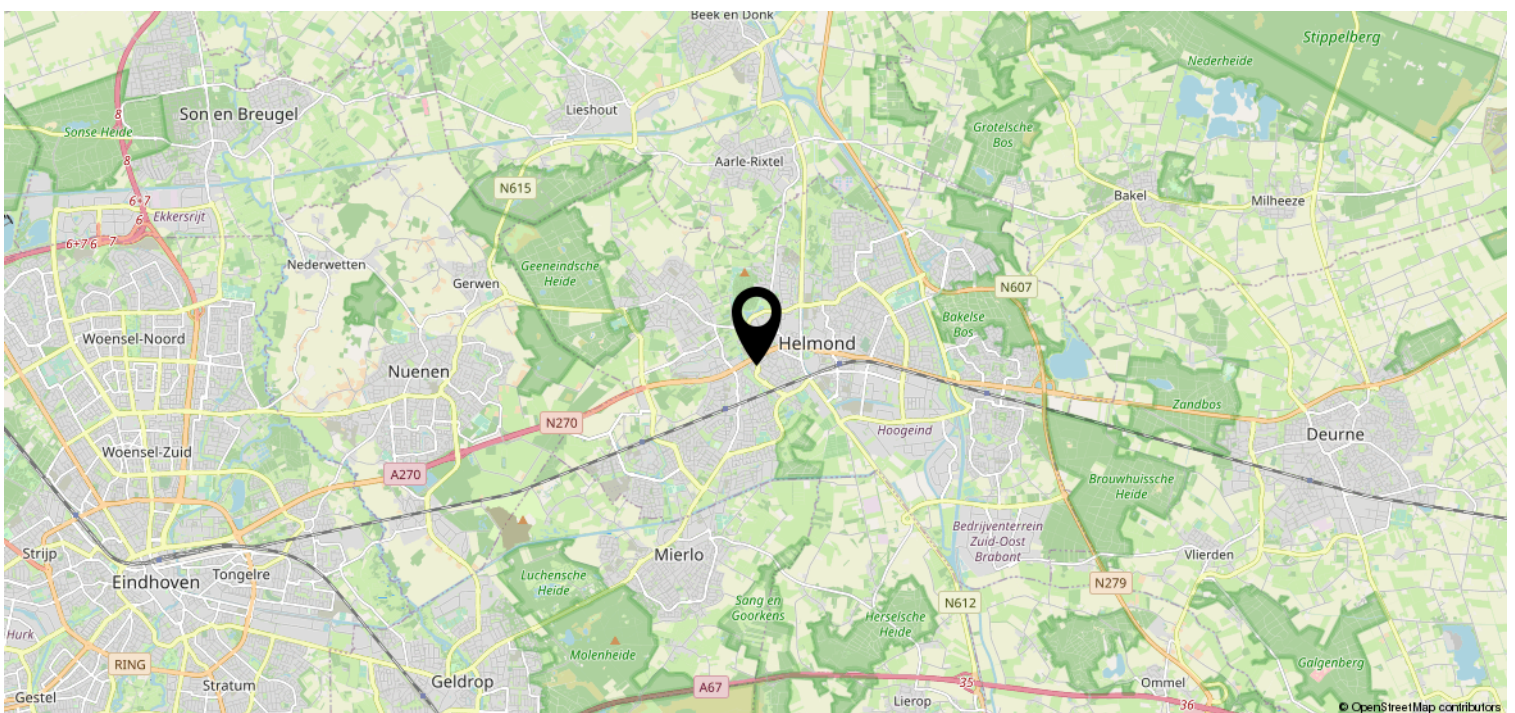 Beek en Donk
Stippelberg
Nederheide
8
Son en Breugel
Lieshout
Sonse Heide
8
Grotelsche
Bos
Aarle-Rixtel
N615
Bakel
Milheeze
6+7
6
Ekkersrijt
6+7 6
7
Nederwetten
Geeneindsche
Heide
Gerwen
N607
Bakelse
Bos
Woensel-Noord
Helmond
Nuenen
Zandbos
N270
Hoogeind
Deurne
Woensel-Zuid
A270
Brouwhuissche
Heide
Bedrijventerrein
Zuid-Oost
Brabant
Strijp
Mierlo
Vlierden
Eindhoven
Tongelre
Luchensche
Heide
N279
Sang en
Goorkens
N612
Herselsche
Heide
Hurk
Molenheide
RING
Galgenberg
Stratum
Geldrop
A67
35
Ommel
Gestel
Lierop
36
© OpenStreetMap contributors